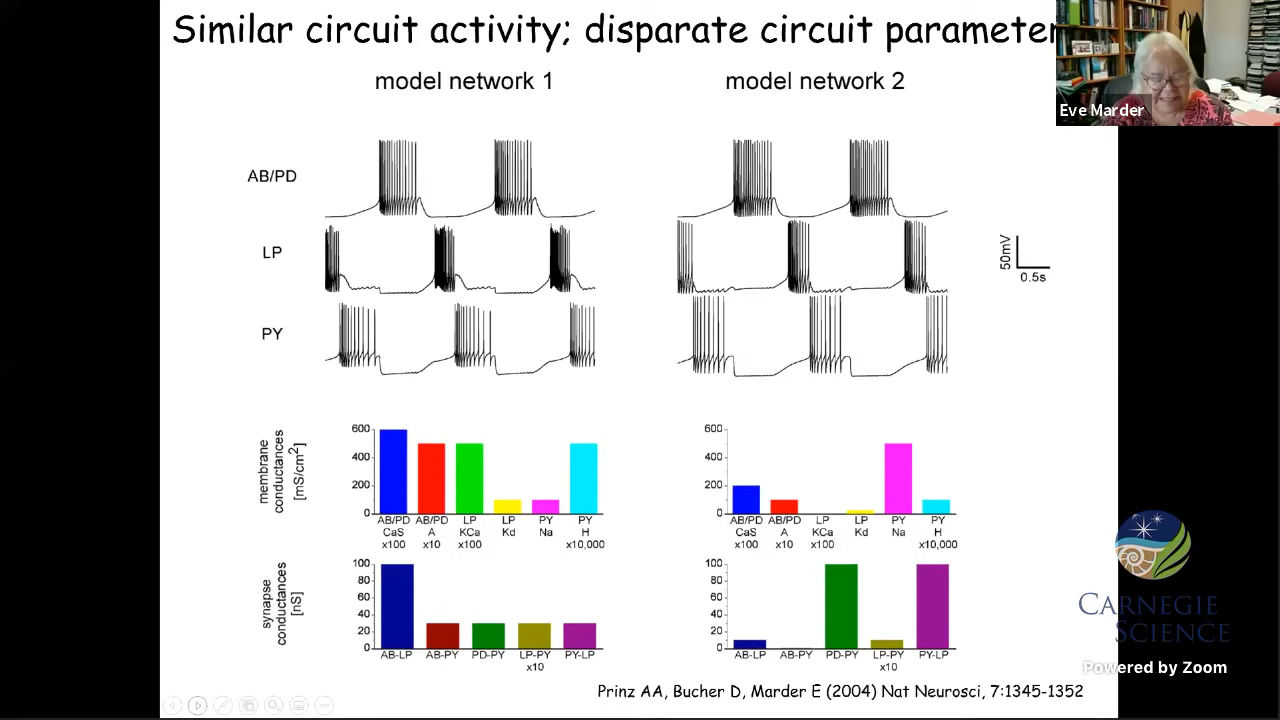 Similar circuit activity; disparate circuit parameter
Eve Marder
model network 1
model network 2
AB/PD
LP
PY
50mV
0.5s
membrane
conductances
[mS/cm²]
600
400
200
0
AB/PD AB/PD LP LP PY PY
CaS A KCa Kd Na H
x100 x10 x100 x10,000
600
400
200
0
AB/PD AB/PD LP LP PY PY
CaS A KCa Kd Na H
x100 x10 x100 x10,000
synapse
conductances
[nS]
100
80
60
40
20
0
AB-LP AB-PY PD-PY LP-PY PY-LP
x10
100
80
60
40
20
0
AB-LP AB-PY PD-PY LP-PY PY-LP
x10
CARNEGIE
SCIENCE
Powered by Zoom
Prinz AA, Bucher D, Marder E (2004) Nat Neurosci, 7:1345-1352